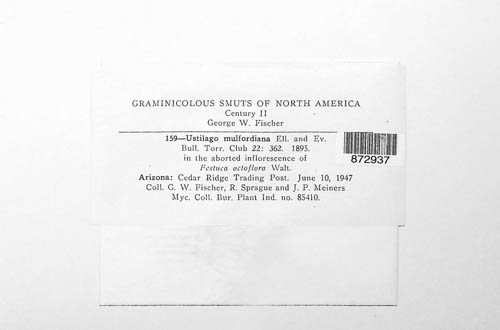 GRAMINICOLOUS SMUTS OF NORTH AMERICA
Century II
George W. Fischer
159—Ustilago mulfordiana Ell. and Ev.
Bull. Torr. Club 22: 362. 1895.
in the aborted inflorescence of
Festuca octoflora Walt.
Arizona: Cedar Ridge Trading Post. June 10, 1947
Coll. G. W. Fischer, R. Sprague and J. P. Meiners
Myc. Coll. Bur. Plant Ind. no. 85410.
872937